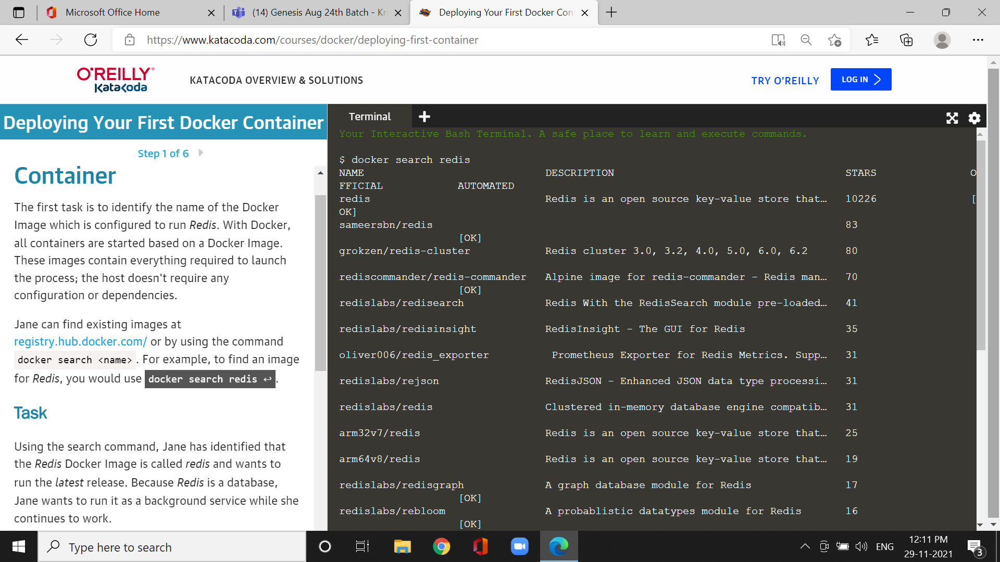 Microsoft Office Home
(14) Genesis Aug 24th Batch - Kn
Deploying Your First Docker Con
https://www.katacoda.com/courses/docker/deploying-first-container
O'REILLY®
Katacoda
KATACODA OVERVIEW & SOLUTIONS
TRY O'REILLY
LOG IN
Deploying Your First Docker Container
Step 1 of 6
Container
The first task is to identify the name of the Docker
Image which is configured to run Redis. With Docker,
all containers are started based on a Docker Image.
These images contain everything required to launch
the process; the host doesn't require any
configuration or dependencies.
Jane can find existing images at
registry.hub.docker.com/ or by using the command
docker search <name>. For example, to find an image
for Redis, you would use docker search redis ↩.
Task
Using the search command, Jane has identified that
the Redis Docker Image is called redis and wants to
run the latest release. Because Redis is a database,
Jane wants to run it as a background service while she
continues to work.
Terminal
Your Interactive Bash Terminal. A safe place to learn and execute commands.
$ docker search redis
NAME DESCRIPTION STARS O
FFICIAL AUTOMATED
redis Redis is an open source key-value store that… 10226 [
OK]
sameersbn/redis 83
[OK]
grokzen/redis-cluster Redis cluster 3.0, 3.2, 4.0, 5.0, 6.0, 6.2 80
rediscommander/redis-commander Alpine image for redis-commander - Redis man… 70
[OK]
redislabs/redisearch Redis With the RedisSearch module pre-loaded… 41
redislabs/redisinsight RedisInsight - The GUI for Redis 35
oliver006/redis_exporter Prometheus Exporter for Redis Metrics. Supp… 31
redislabs/rejson RedisJSON - Enhanced JSON data type processi… 31
redislabs/redis Clustered in-memory database engine compatib… 31
arm32v7/redis Redis is an open source key-value store that… 25
arm64v8/redis Redis is an open source key-value store that… 19
redislabs/redisgraph A graph database module for Redis 17
[OK]
redislabs/rebloom A probablistic datatypes module for Redis 16
[OK]
Type here to search
ENG
12:11 PM
29-11-2021
3